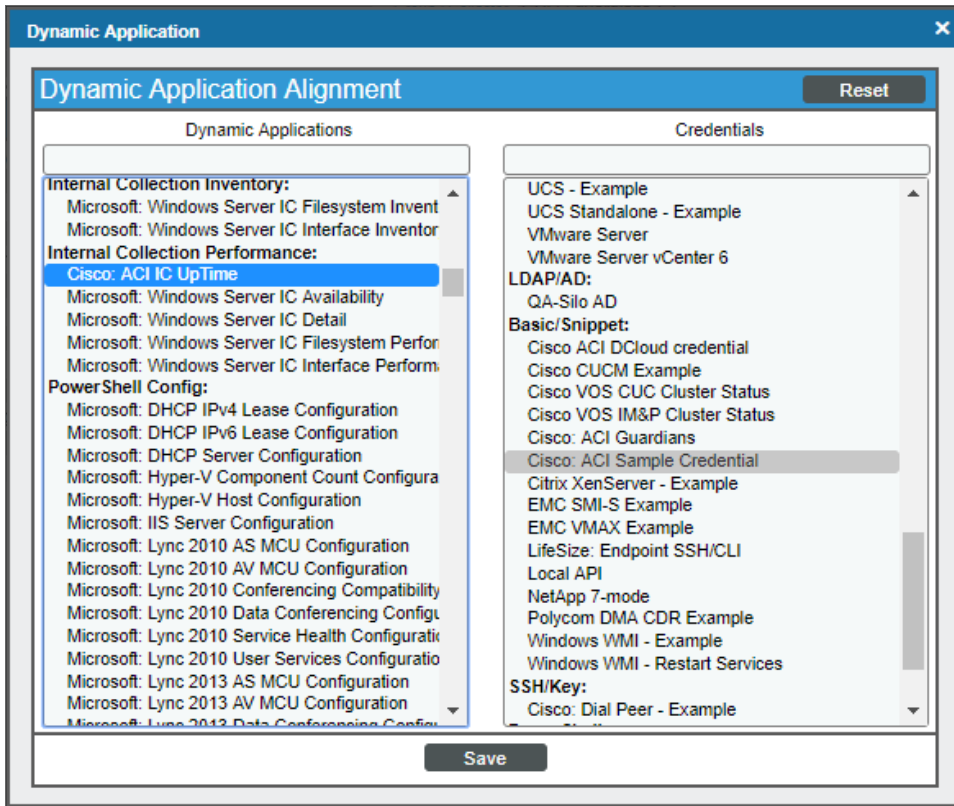 Dynamic Application
Dynamic Application Alignment
Reset
Dynamic Applications
Internal Collection Inventory:
Microsoft: Windows Server IC Filesystem Invent
Microsoft: Windows Server IC Interface Inventor
Internal Collection Performance:
Cisco: ACI IC UpTime
Microsoft: Windows Server IC Availability
Microsoft: Windows Server IC Detail
Microsoft: Windows Server IC Filesystem Perfor
Microsoft: Windows Server IC Interface Performa
PowerShell Config:
Microsoft: DHCP IPv4 Lease Configuration
Microsoft: DHCP IPv6 Lease Configuration
Microsoft: DHCP Server Configuration
Microsoft: Hyper-V Component Count Configura
Microsoft: Hyper-V Host Configuration
Microsoft: IIS Server Configuration
Microsoft: Lync 2010 AS MCU Configuration
Microsoft: Lync 2010 AV MCU Configuration
Microsoft: Lync 2010 Conferencing Compatibility
Microsoft: Lync 2010 Data Conferencing Configu
Microsoft: Lync 2010 Service Health Configuratio
Microsoft: Lync 2010 User Services Configuratio
Microsoft: Lync 2013 AS MCU Configuration
Microsoft: Lync 2013 AV MCU Configuration
Microsoft: Lync 2013 Data Conferencing Configu
Credentials
UCS - Example
UCS Standalone - Example
VMware Server
VMware Server vCenter 6
LDAP/AD:
QA-Silo AD
Basic/Snippet:
Cisco ACI DCloud credential
Cisco CUCM Example
Cisco VOS CUC Cluster Status
Cisco VOS IM&P Cluster Status
Cisco: ACI Guardians
Cisco: ACI Sample Credential
Citrix XenServer - Example
EMC SMI-S Example
EMC VMAX Example
LifeSize: Endpoint SSH/CLI
Local API
NetApp 7-mode
Polycom DMA CDR Example
Windows WMI - Example
Windows WMI - Restart Services
SSH/Key:
Cisco: Dial Peer - Example
Save